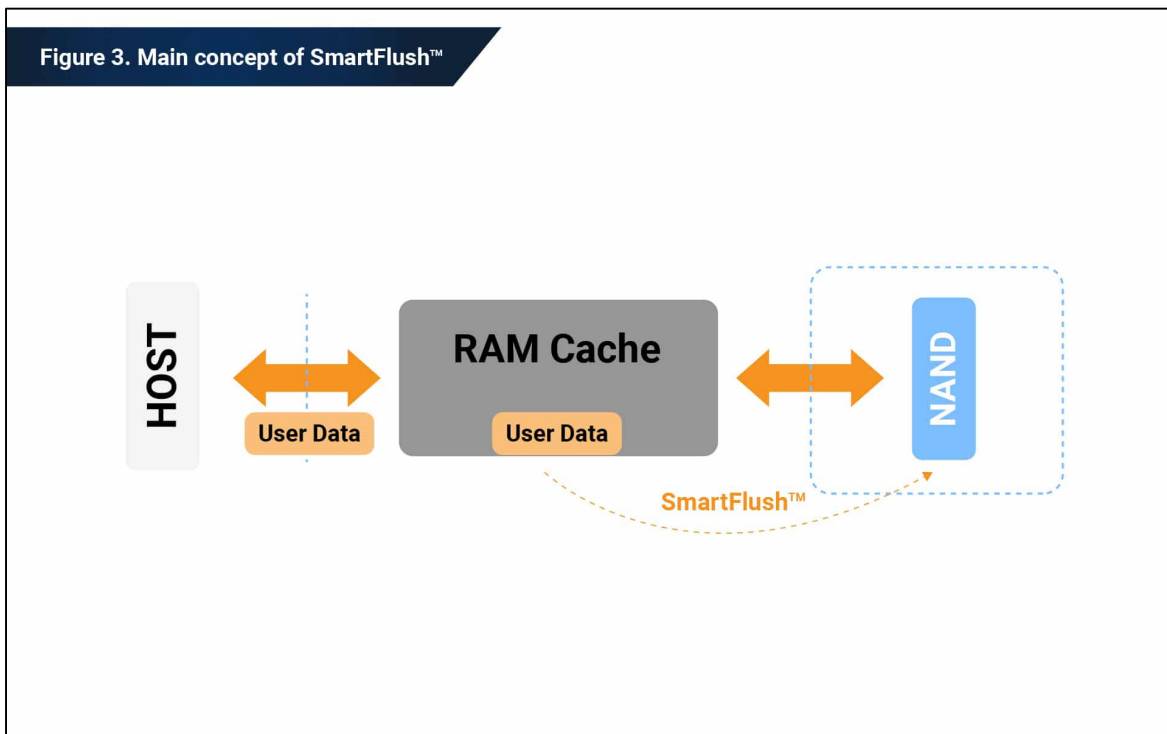 Figure 3. Main concept of SmartFlush™
HOST
User Data
RAM Cache
User Data
SmartFlush™
NAND